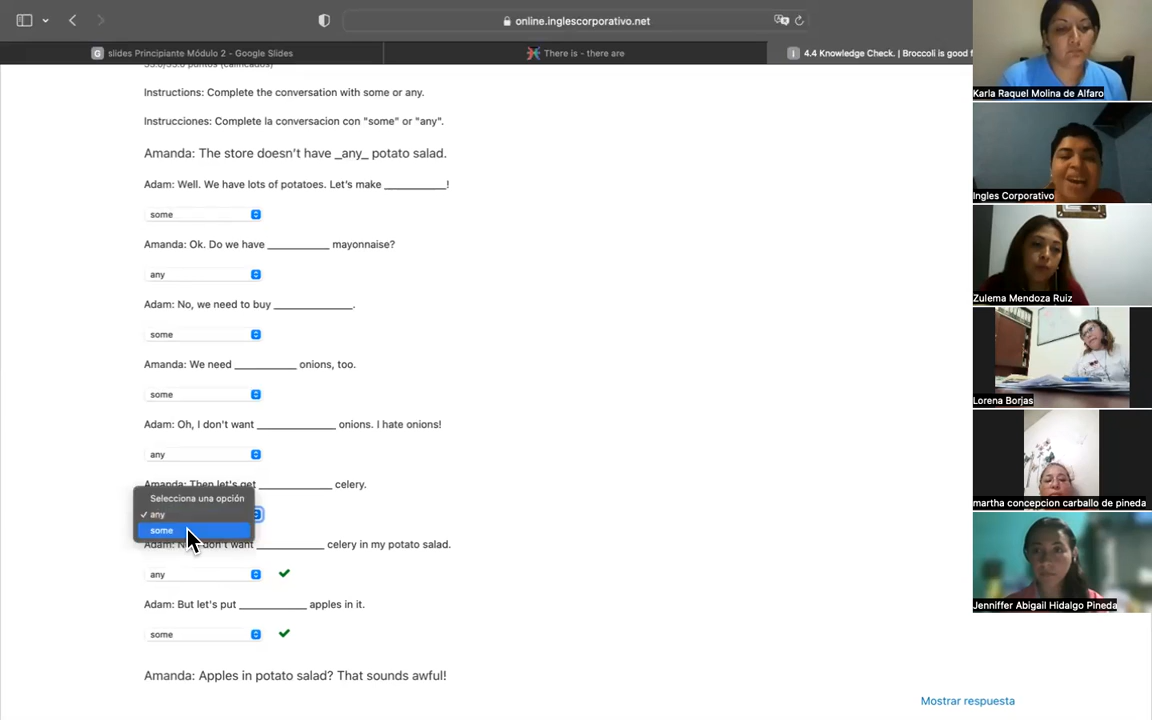 online.inglescorporativo.net
slides Principiante Módulo 2 - Google Slides
There is - there are
4.4 Knowledge Check. | Broccoli is good f
Instructions: Complete the conversation with some or any.
Instrucciones: Complete la conversacion con "some" or "any".
Amanda: The store doesn't have _any_ potato salad.
Adam: Well. We have lots of potatoes. Let's make ____________!
some
Amanda: Ok. Do we have ____________ mayonnaise?
any
Adam: No, we need to buy _______________.
some
Amanda: We need ____________ onions, too.
some
Adam: Oh, I don't want _______________ onions. I hate onions!
any
Amanda: Then let's get ______________ celery.
Selecciona una opción
any
some
don't want _____________ celery in my potato salad.
any
Adam: But let's put _____________ apples in it.
some
Amanda: Apples in potato salad? That sounds awful!
Mostrar respuesta
Karla Raquel Molina de Alfaro
Ingles Corporativo
Zulema Mendoza Ruiz
Lorena Borjas
martha concepcion carballo de pineda
Jenniffer Abigail Hidalgo Pineda